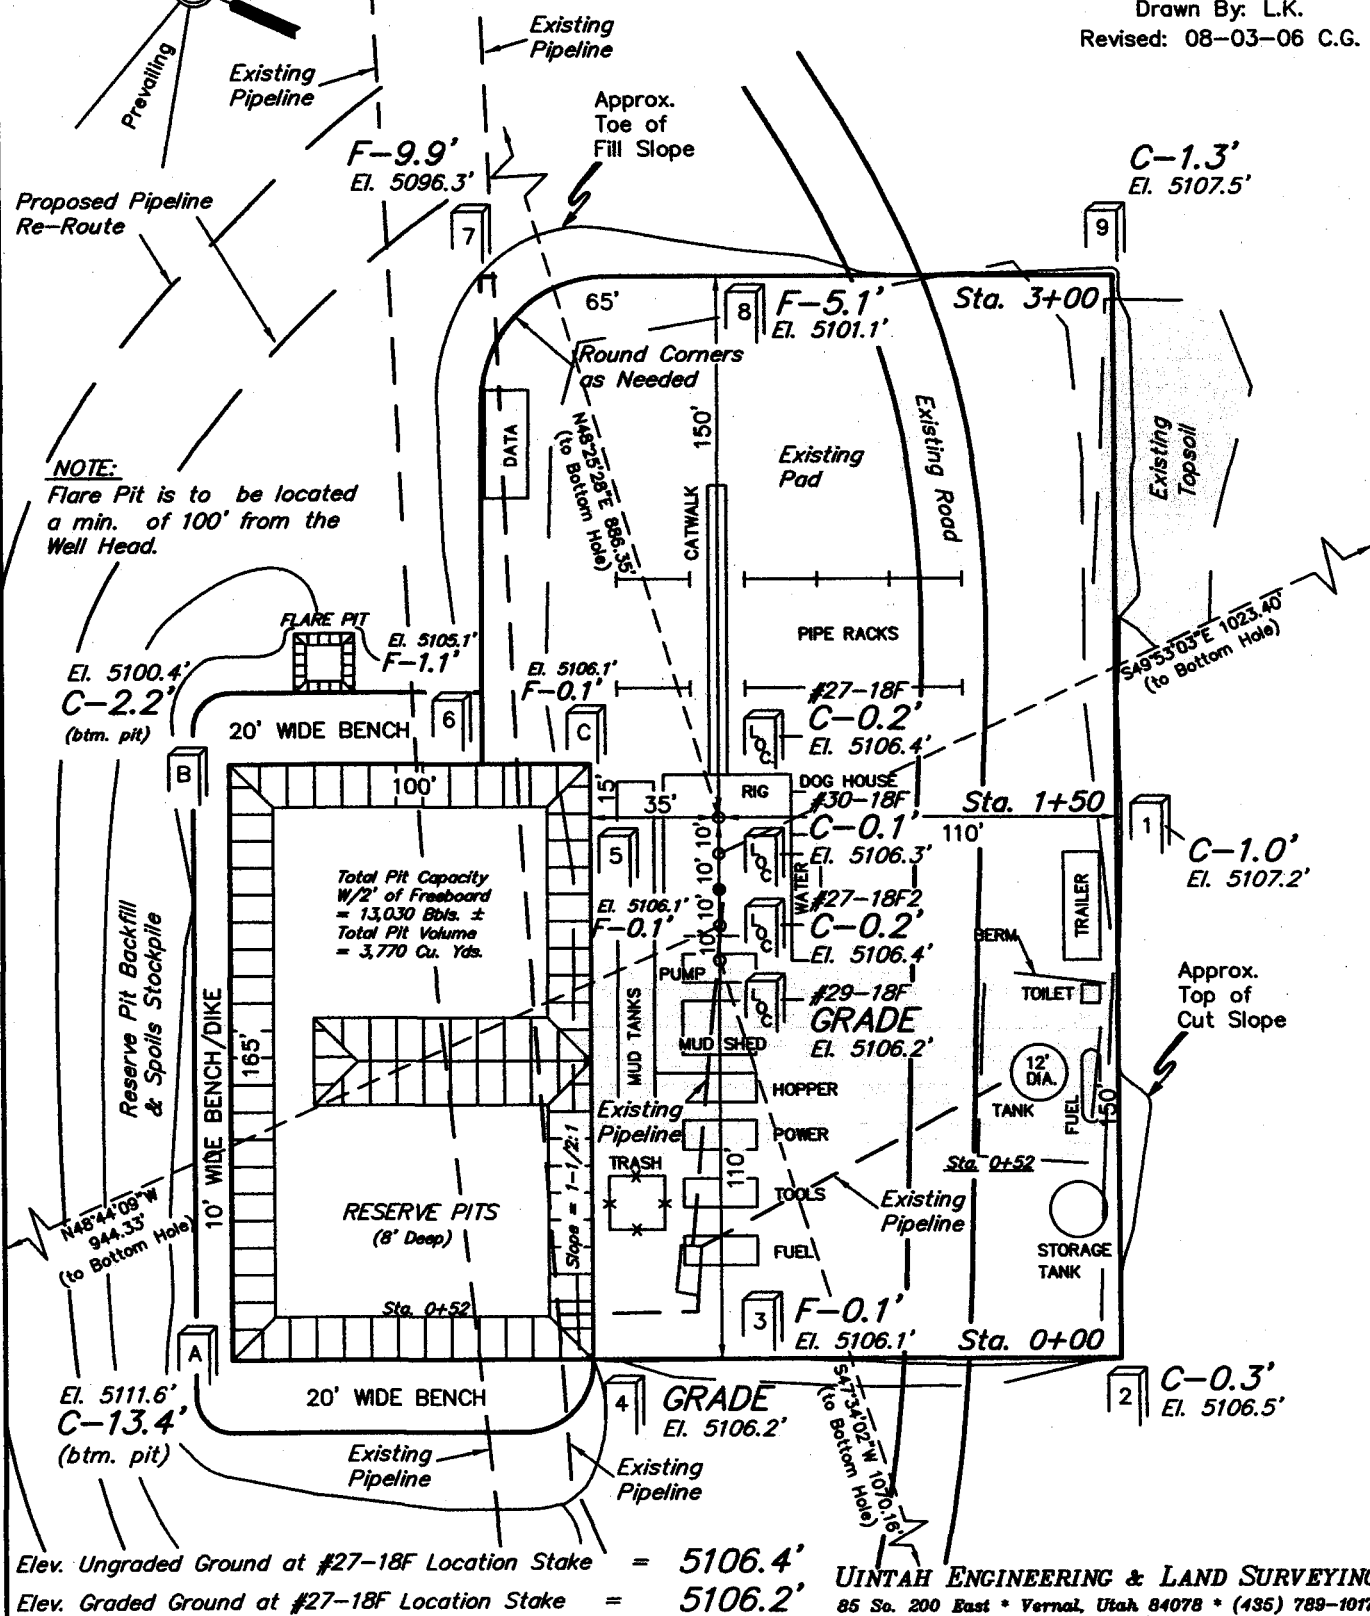 Drawn By: L.K.
Revised: 08-03-06 C.G.
Prevailing
Existing
Pipeline
Existing
Pipeline
Approx.
Toe of
Fill Slope
F-9.9'
El. 5096.3'
C-1.3'
El. 5107.5'
Proposed Pipeline
Re-Route
7
9
65'
8
F-5.1'
El. 5101.1'
Sta. 3+00
Round Corners
as Needed
150'
DATA
N48°25'28"E 886.35'
(to Bottom Hole)
Existing
Pad
Existing Road
Existing
Topsoil
NOTE:
Flare Pit is to be located
a min. of 100' from the
Well Head.
CATWALK
FLARE PIT
El. 5105.1'
F-1.1'
PIPE RACKS
S49°53'03"E 1023.40'
(to Bottom Hole)
El. 5100.4'
C-2.2'
(btm. pit)
El. 5106.1'
F-0.1'
#27-18F
C-0.2'
El. 5106.4'
20' WIDE BENCH
6
C
LOC.
B
100'
15'
35'
RIG
DOG HOUSE
#30-18F
C-0.1'
El. 5106.3'
Sta. 1+50
110'
1
C-1.0'
El. 5107.2'
5
10'
10'
10'
10'
LOC
WATER
Total Pit Capacity
W/2' of Freeboard
= 13,030 Bbls. ±
Total Pit Volume
= 3,770 Cu. Yds.
El. 5106.1'
F-0.1'
#27-18F2
C-0.2'
El. 5106.4'
LOC
TRAILER
BERM
Reserve Pit Backfill
& Spoils Stockpile
PUMP
#29-18F
GRADE
El. 5106.2'
LOC
TOILET
Approx.
Top of
Cut Slope
10' WIDE BENCH/DIKE
165'
MUD TANKS
MUD SHED
HOPPER
12'
DIA.
TANK
FUEL
150'
Existing
Pipeline
POWER
Slope = 1-1/2:1
TRASH
110'
Sta. 0+52
TOOLS
Existing
Pipeline
N48°44'09"W
944.33'
(to Bottom Hole)
RESERVE PITS
(8' Deep)
FUEL
STORAGE
TANK
Sta. 0+52
3
F-0.1'
El. 5106.1'
Sta. 0+00
A
El. 5111.6'
C-13.4'
(btm. pit)
20' WIDE BENCH
4
GRADE
El. 5106.2'
S47°34'02"W 1070.16'
(to Bottom Hole)
2
C-0.3'
El. 5106.5'
Existing
Pipeline
Existing
Pipeline
Elev. Ungraded Ground at #27-18F Location Stake = 5106.4'
Elev. Graded Ground at #27-18F Location Stake = 5106.2'
UINTAH ENGINEERING & LAND SURVEYING
85 So. 200 East * Vernal, Utah 84078 * (435) 789-101